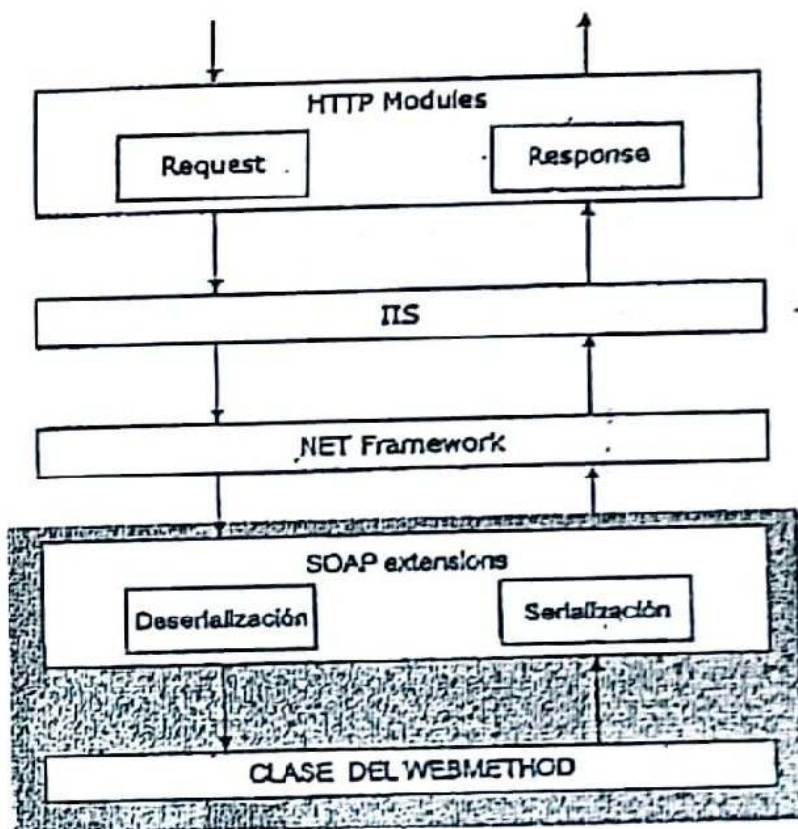 HTTP Modules
Request
Response
IIS
NET Framework
SOAP extensions
Deserialización
Serialización
CLASE DEL WEBMETHOD